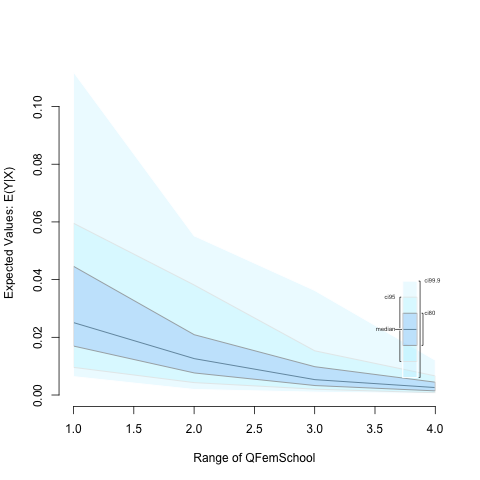 Expected Values: E(Y|X)
0.10
0.08
0.06
0.04
0.02
0.00
ci99.9
ci95
ci80
median
1.0 1.5 2.0 2.5 3.0 3.5 4.0
Range of QFemSchool